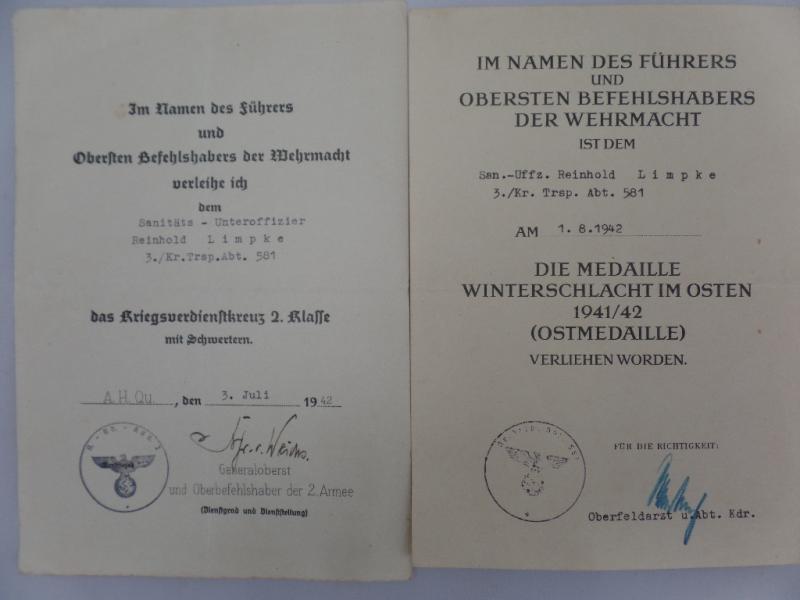 Im Namen des Führers
und
Obersten Befehlshabers der Wehrmacht
verleihe ich
dem
Sanitäts - Unteroffizier
Reinhold Limpke
3./Kr.Trsp.Abt. 581
das Kriegsverdienstkreuz 2. Klasse
mit Schwertern.
A.H.Qu., den 3. Juli 1942
Frhr. v. Weichs.
Generaloberst
und Oberbefehlshaber der 2. Armee
(Dienstgrad und Dienststellung)
IM NAMEN DES FÜHRERS
UND
OBERSTEN BEFEHLSHABERS
DER WEHRMACHT
IST DEM
San.-Uffz. Reinhold Limpke
3./Kr. Trsp. Abt. 581
AM 1.8.1942
DIE MEDAILLE
WINTERSCHLACHT IM OSTEN
1941/42
(OSTMEDAILLE)
VERLIEHEN WORDEN.
FÜR DIE RICHTIGKEIT:
Oberfeldarzt u.Abt. Kdr.